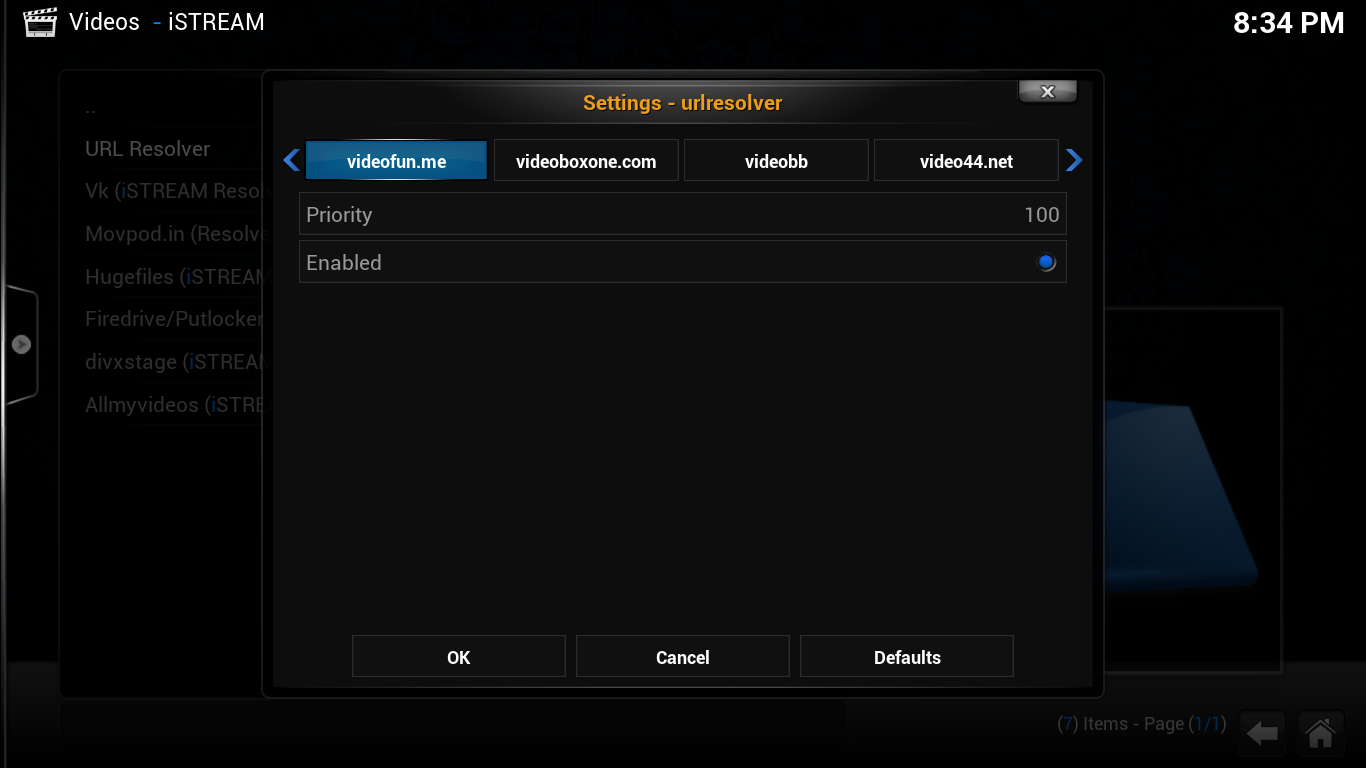 Videos - iSTREAM
8:34 PM
Settings - urlresolver
x
videofun.me videoboxone.com videobb video44.net
Priority 100
Enabled
..
URL Resolver
Vk (iSTREAM Reso
Movpod.in (Resolve
Hugefiles (iSTREAM
Firedrive/Putlocker
divxstage (iSTREAM
Allmyvideos (iSTRE
OK Cancel Defaults
(7) Items - Page (1/1)